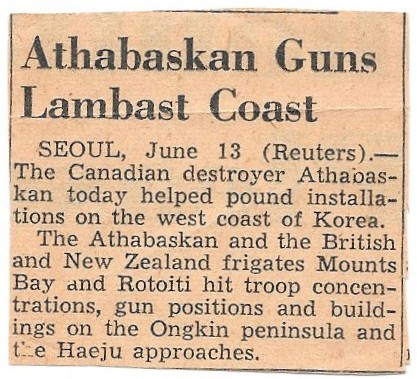 Athabaskan Guns
Lambast Coast
SEOUL, June 13 (Reuters).—
The Canadian destroyer Athabas-
kan today helped pound installa-
tions on the west coast of Korea.
The Athabaskan and the British
and New Zealand frigates Mounts
Bay and Rotoiti hit troop concen-
trations, gun positions and build-
ings on the Ongkin peninsula and
the Haeju approaches.